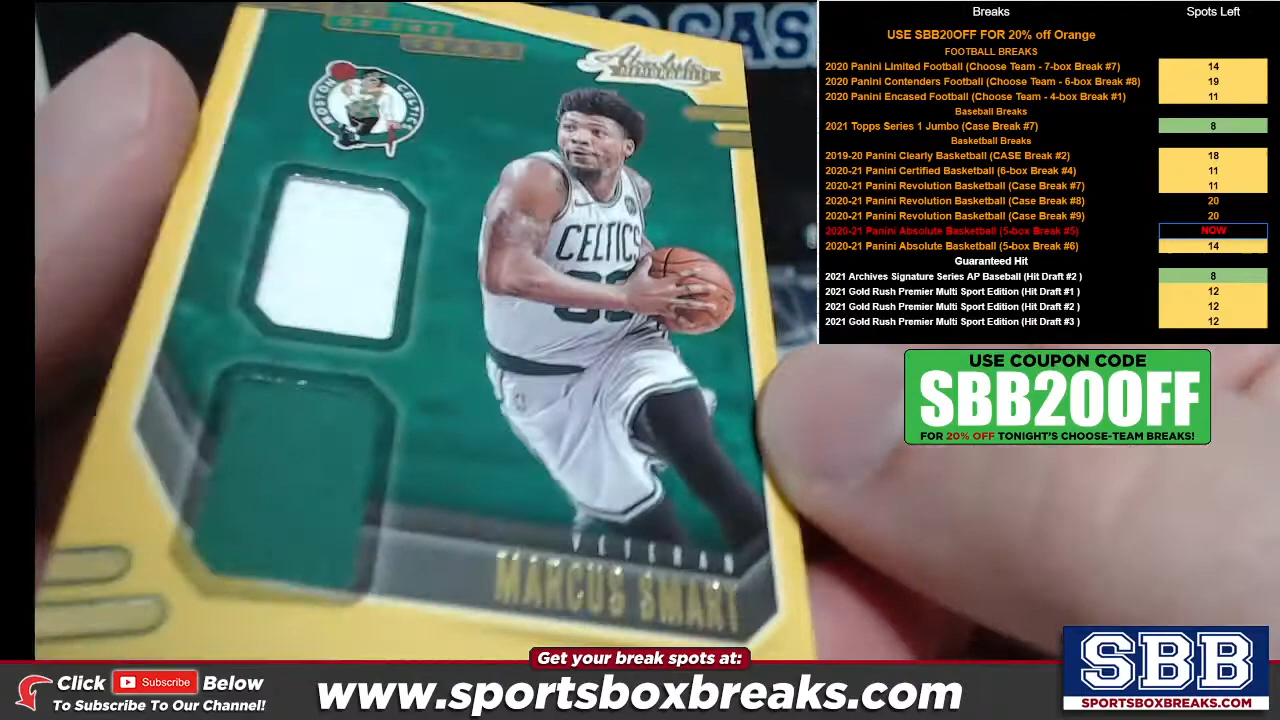 OF THE
Absolute
MEMORABILIA
BOSTON
CELTICS
CELTICS
VETERAN
MARCUS SMART
Breaks Spots Left
USE SBB20OFF FOR 20% off Orange
FOOTBALL BREAKS
2020 Panini Limited Football (Choose Team - 7-box Break #7) 14
2020 Panini Contenders Football (Choose Team - 6-box Break #8) 19
2020 Panini Encased Football (Choose Team - 4-box Break #1) 11
Baseball Breaks
2021 Topps Series 1 Jumbo (Case Break #7) 8
Basketball Breaks
2019-20 Panini Clearly Basketball (CASE Break #2) 18
2020-21 Panini Certified Basketball (6-box Break #4) 11
2020-21 Panini Revolution Basketball (Case Break #7) 11
2020-21 Panini Revolution Basketball (Case Break #8) 20
2020-21 Panini Revolution Basketball (Case Break #9) 20
2020-21 Panini Absolute Basketball (5-box Break #5) NOW
2020-21 Panini Absolute Basketball (5-box Break #6) 14
Guaranteed Hit
2021 Archives Signature Series AP Baseball (Hit Draft #2 ) 8
2021 Gold Rush Premier Multi Sport Edition (Hit Draft #1 ) 12
2021 Gold Rush Premier Multi Sport Edition (Hit Draft #2 ) 12
2021 Gold Rush Premier Multi Sport Edition (Hit Draft #3 ) 12
USE COUPON CODE
SBB20OFF
FOR 20% OFF TONIGHT'S CHOOSE-TEAM BREAKS!
Get your break spots at:
Click Subscribe Below
To Subscribe To Our Channel!
www.sportsboxbreaks.com
SBB
SPORTSBOXBREAKS.COM